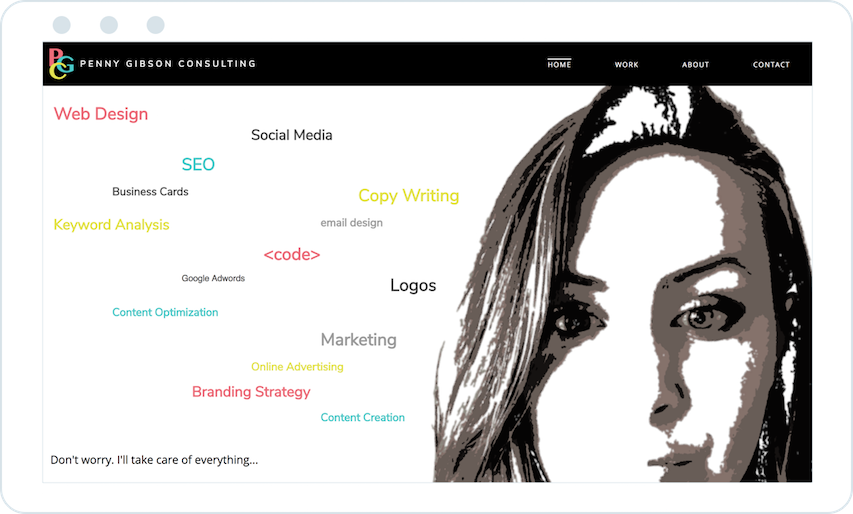 PGC PENNY GIBSON CONSULTING
HOME WORK ABOUT CONTACT
Web Design
Social Media
SEO
Business Cards
Copy Writing
Keyword Analysis
email design
<code>
Google Adwords
Logos
Content Optimization
Marketing
Online Advertising
Branding Strategy
Content Creation
Don't worry. I'll take care of everything...